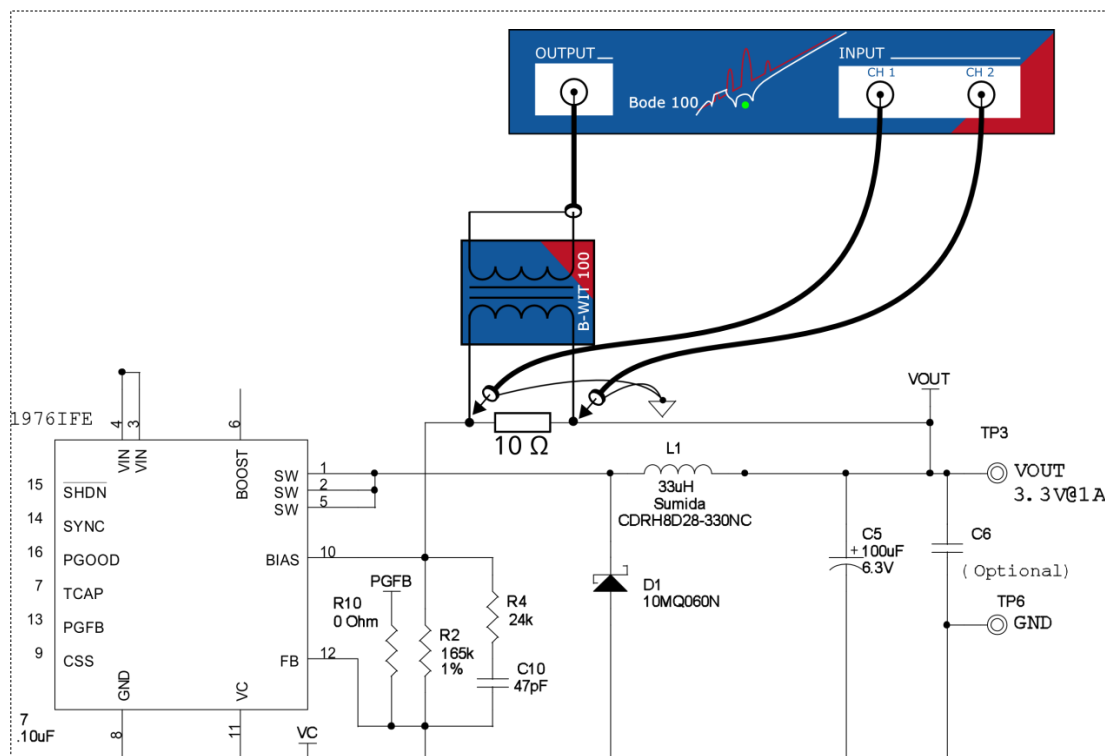 OUTPUT
INPUT
CH 1
CH 2
Bode 100
B-WIT 100
VOUT
10 Ω
1976IFE
4
3
6
VIN
VIN
BOOST
SW
1
SW
2
SW
5
15
SHDN
14
SYNC
16
PGOOD
7
TCAP
13
PGFB
9
CSS
BIAS
10
FB
12
GND
VC
8
11
7
.10uF
VC
L1
33uH
Sumida
CDRH8D28-330NC
TP3
VOUT
3.3V@1A
C5
+
100uF
6.3V
C6
(Optional)
TP6
GND
D1
10MQ060N
PGFB
R10
0 Ohm
R4
24k
R2
165k
1%
C10
47pF